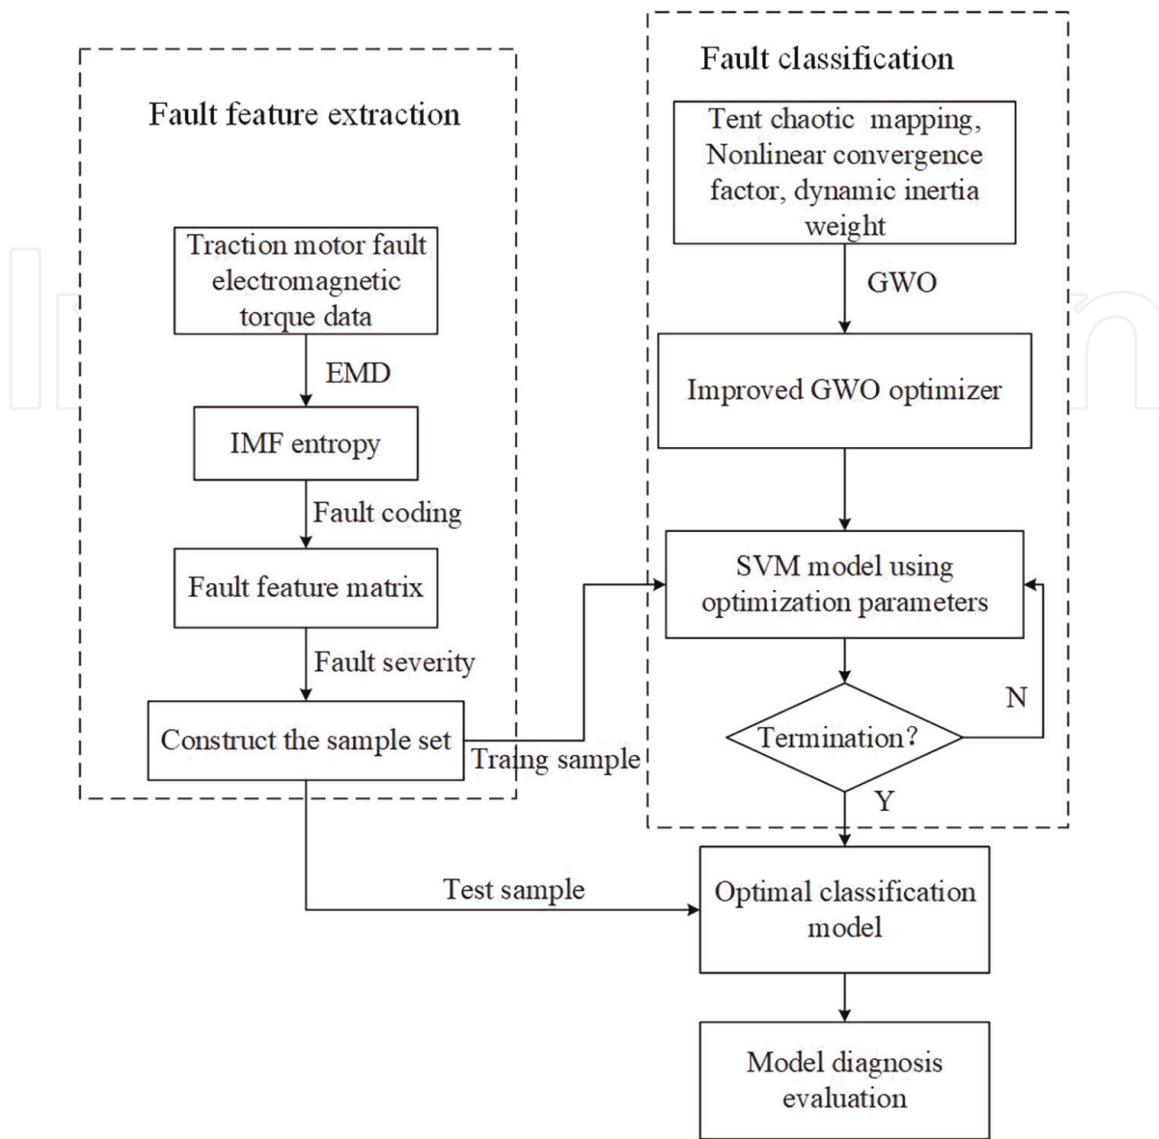 Fault feature extraction
Traction motor fault
electromagnetic
torque data
EMD
IMF entropy
Fault coding
Fault feature matrix
Fault severity
Construct the sample set
Traing sample
Test sample
Fault classification
Tent chaotic mapping,
Nonlinear convergence
factor, dynamic inertia
weight
GWO
Improved GWO optimizer
SVM model using
optimization parameters
N
Termination?
Y
Optimal classification
model
Model diagnosis
evaluation